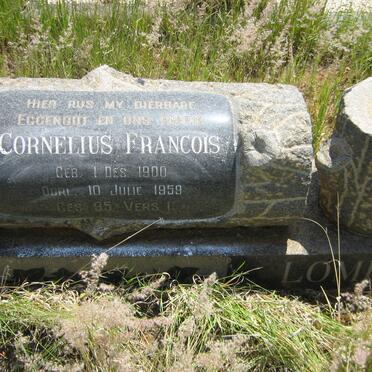 HIER RUS MY DIERBARE
EGGENOOT EN ONS VADER
CORNELIUS FRANCOIS
GEB. 1 DES. 1900
OORL. 10 JULIE 1959
GES. 95: VERS 1
LOM